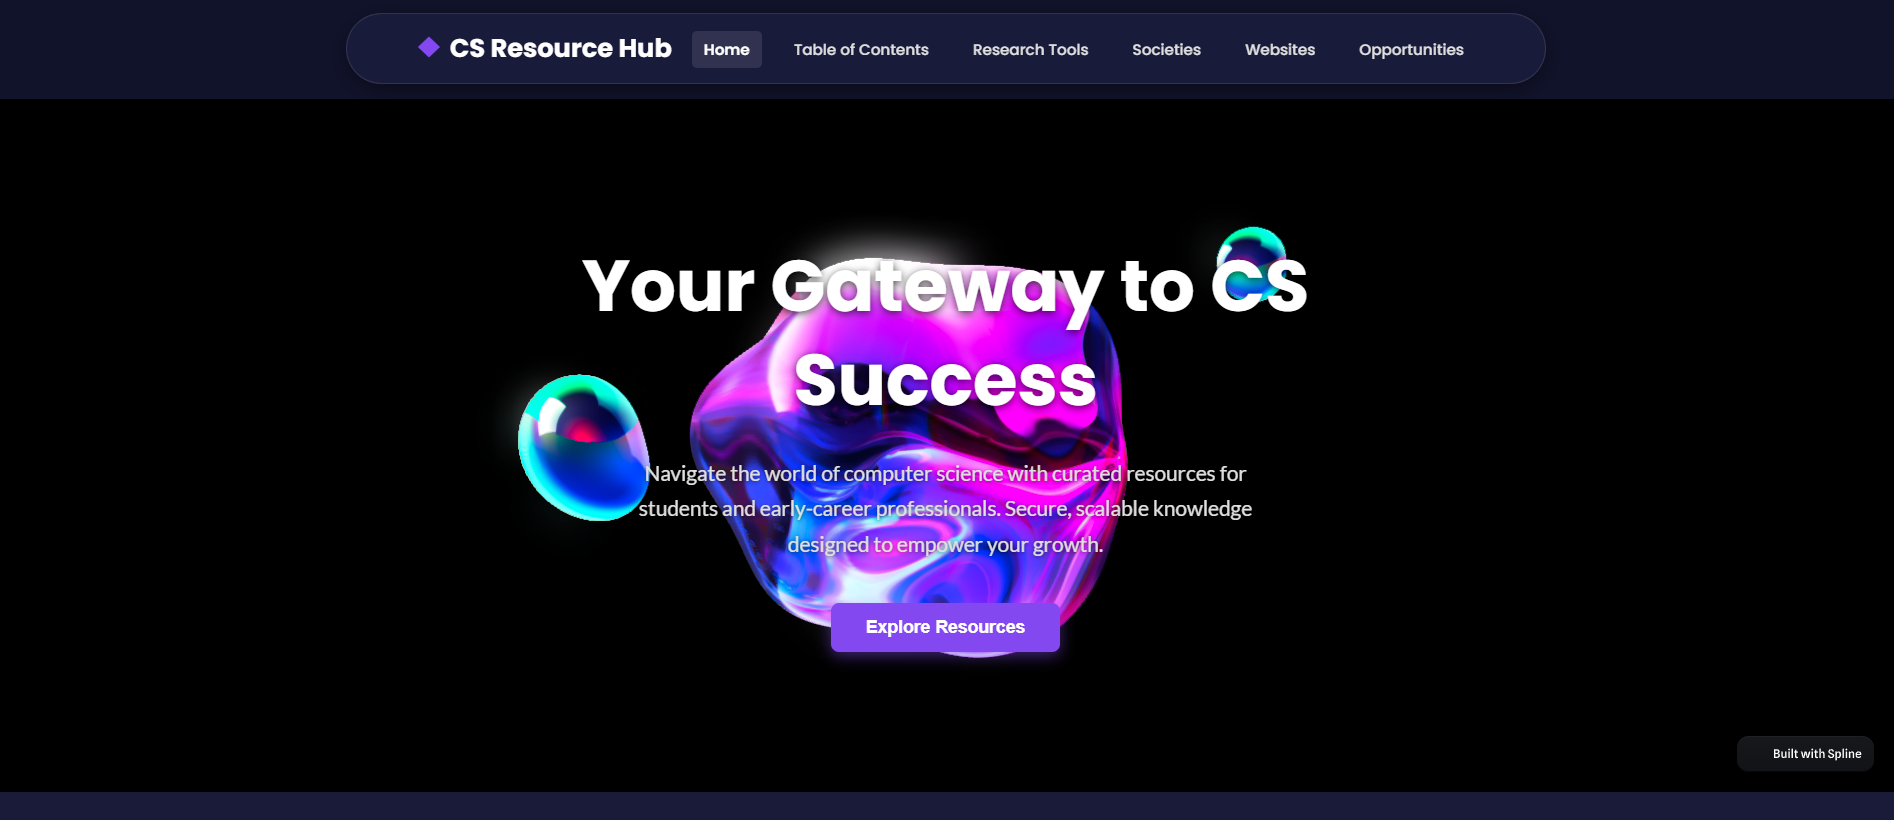 CS Resource Hub Home Table of Contents Research Tools Societies Websites Opportunities
Your Gateway to CS
Success
Navigate the world of computer science with curated resources for
students and early-career professionals. Secure, scalable knowledge
designed to empower your growth.
Explore Resources
Built with Spline